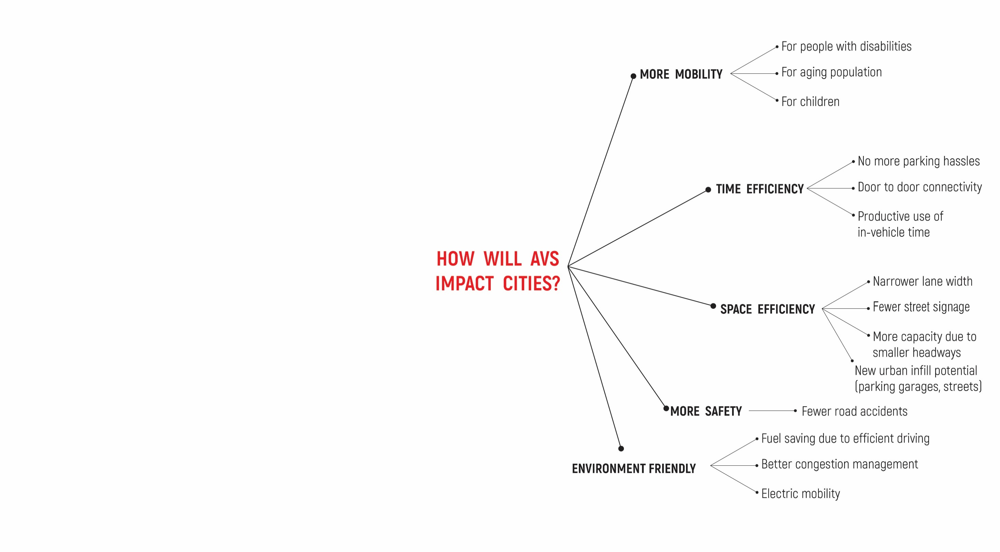 HOW WILL AVS
IMPACT CITIES?
MORE MOBILITY
For people with disabilities
For aging population
For children
TIME EFFICIENCY
No more parking hassles
Door to door connectivity
Productive use of
in-vehicle time
SPACE EFFICIENCY
Narrower lane width
Fewer street signage
More capacity due to
smaller headways
New urban infill potential
(parking garages, streets)
MORE SAFETY
Fewer road accidents
ENVIRONMENT FRIENDLY
Fuel saving due to efficient driving
Better congestion management
Electric mobility